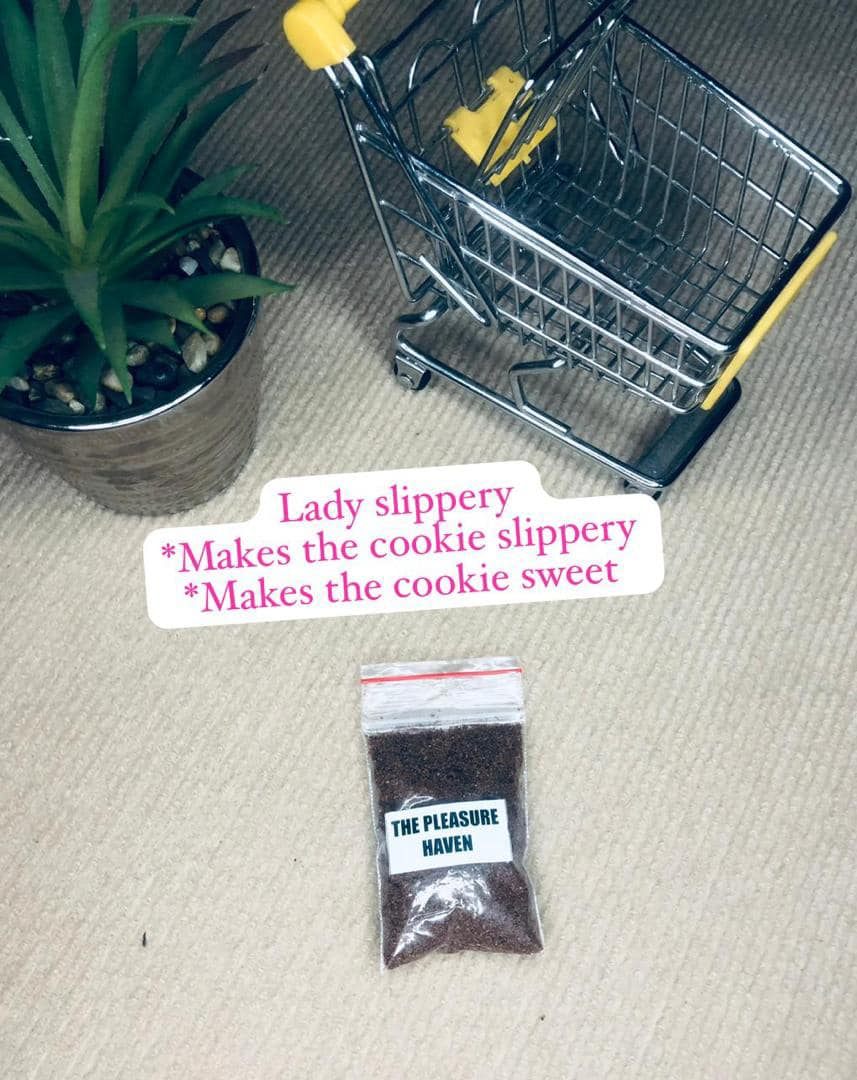 Lady slippery
*Makes the cookie slippery
*Makes the cookie sweet
THE PLEASURE
HAVEN